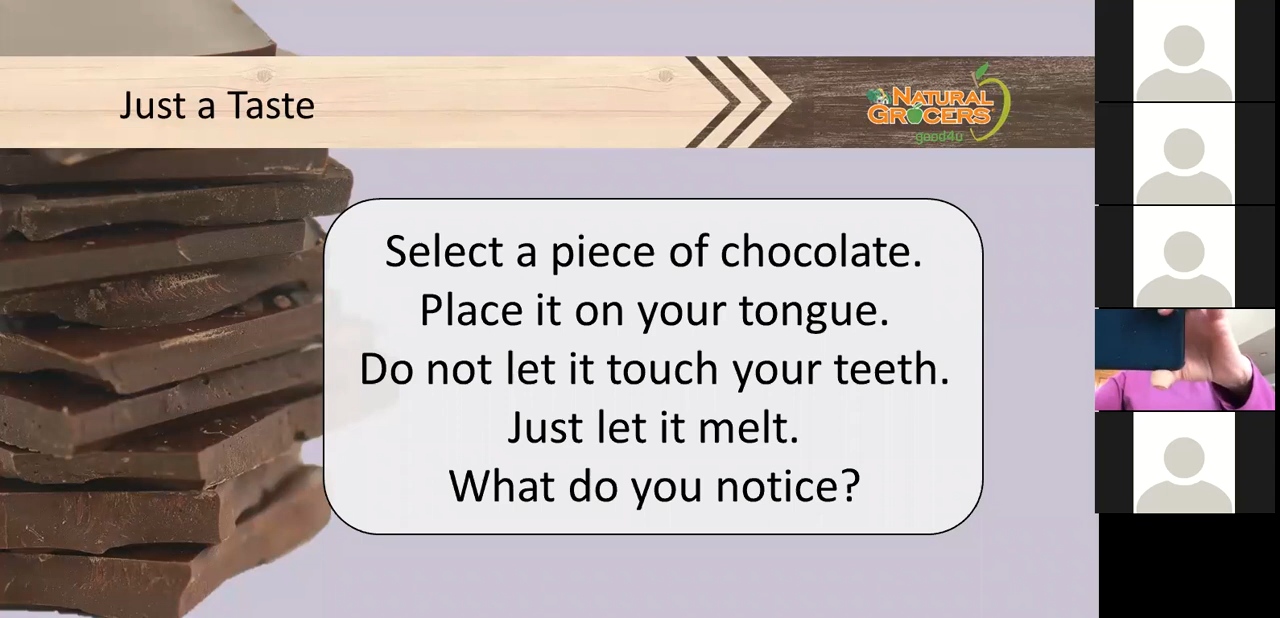 Just a Taste
NATURAL
GROCERS
good4u
Select a piece of chocolate.
Place it on your tongue.
Do not let it touch your teeth.
Just let it melt.
What do you notice?